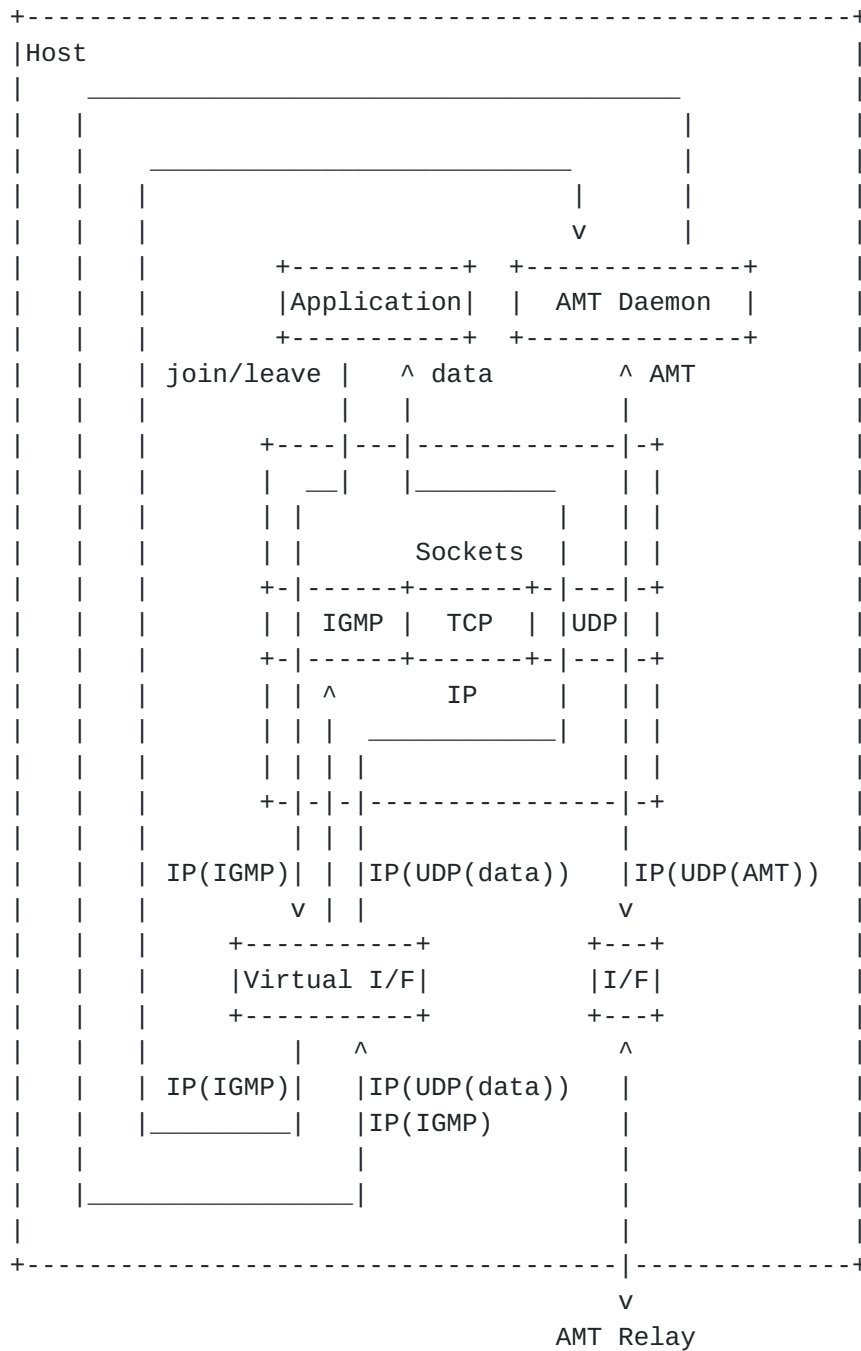 Host
Application AMT Daemon
join/leave data AMT
Sockets
IGMP TCP UDP
IP
IP(IGMP) IP(UDP(data)) IP(UDP(AMT))
Virtual I/F I/F
IP(IGMP) IP(UDP(data))
IP(IGMP)
AMT Relay